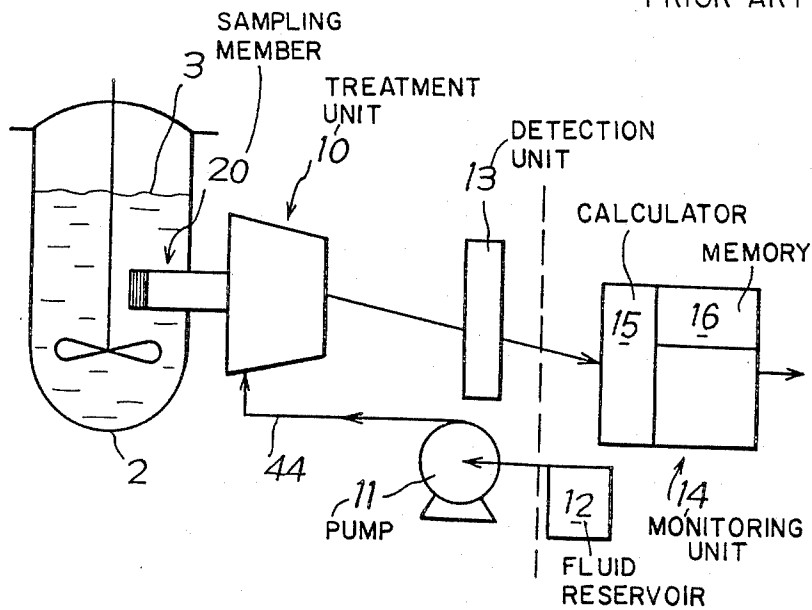 PRIOR ART
SAMPLING
MEMBER
3
20
TREATMENT
UNIT
10
DETECTION
UNIT
13
CALCULATOR
MEMORY
15
16
2
44
11
PUMP
12
FLUID
RESERVOIR
14
MONITORING
UNIT